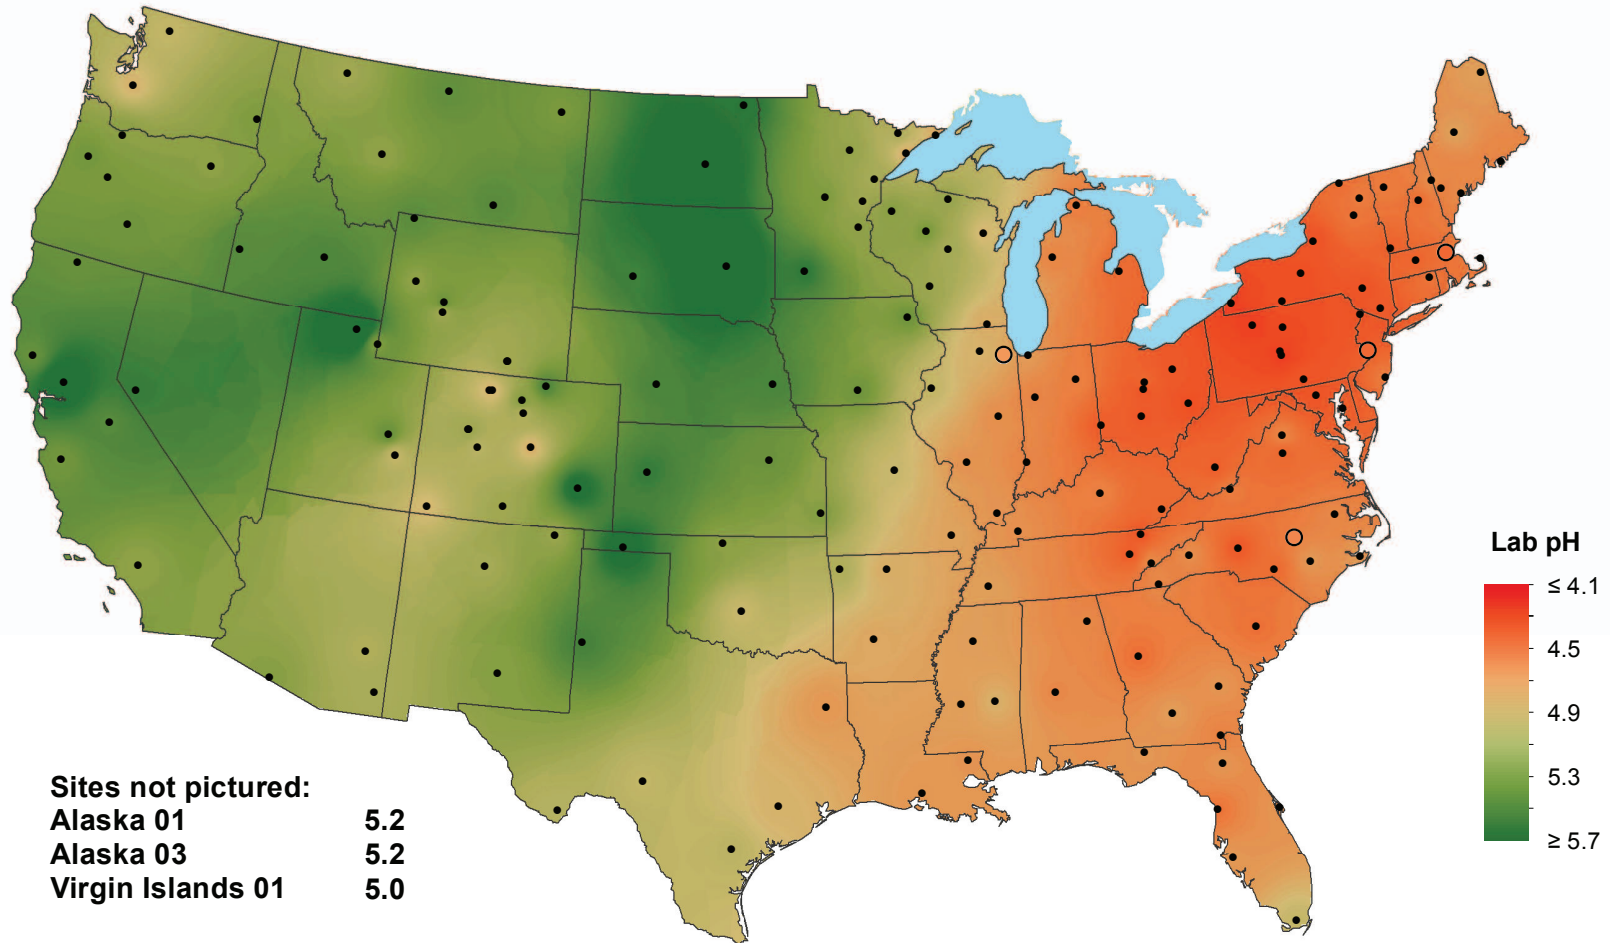 Lab pH
≤ 4.1
4.5
4.9
5.3
≥ 5.7
Sites not pictured:
Alaska 01 5.2
Alaska 03 5.2
Virgin Islands 01 5.0